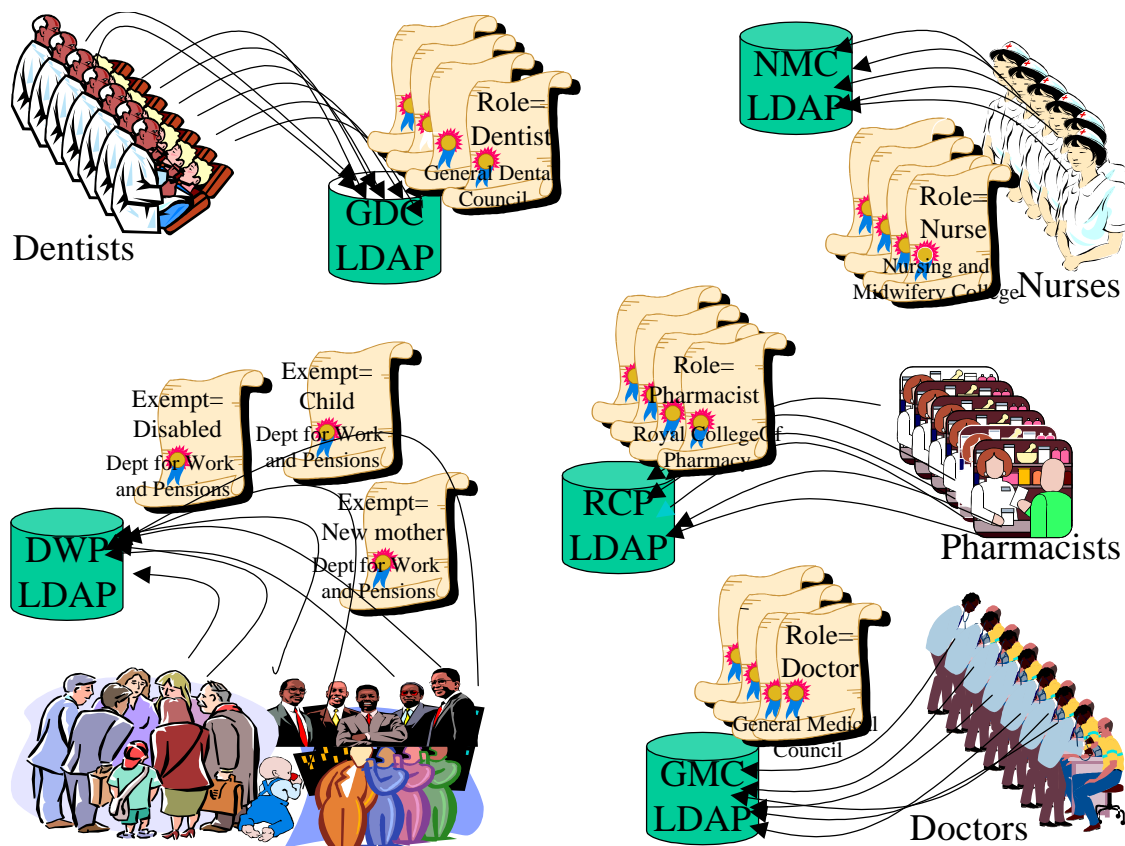 Role=
Dentist
General Dental
Council
GDC
LDAP
Dentists
NMC
LDAP
Role=
Nurse
Nursing and
Midwifery College
Nurses
Exempt=
Disabled
Dept for Work
and Pensions
Exempt=
Child
Dept for Work
and Pensions
Exempt=
New mother
Dept for Work
and Pensions
DWP
LDAP
Role=
Pharmacist
Royal CollegeOf
Pharmacy
RCP
LDAP
Pharmacists
Role=
Doctor
General Medical
Council
GMC
LDAP
Doctors